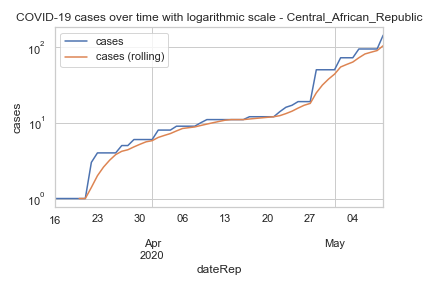 COVID-19 cases over time with logarithmic scale - Central_African_Republic
cases
cases (rolling)
cases
10²
10¹
10⁰
16 23 30 06 13 20 27 04
Apr May
2020
dateRep